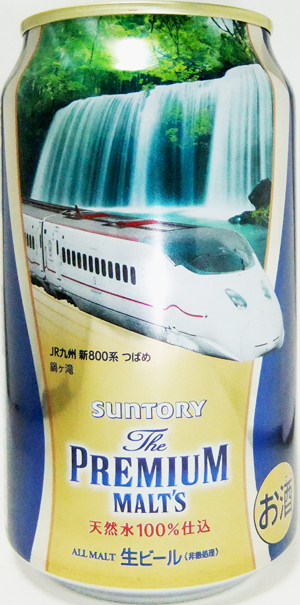 JR九州 新800系 つばめ
鍋ヶ滝
SUNTORY
The
PREMIUM
MALT'S
天然水100%仕込
お酒
ALL MALT 生ビール〈非熱処理〉